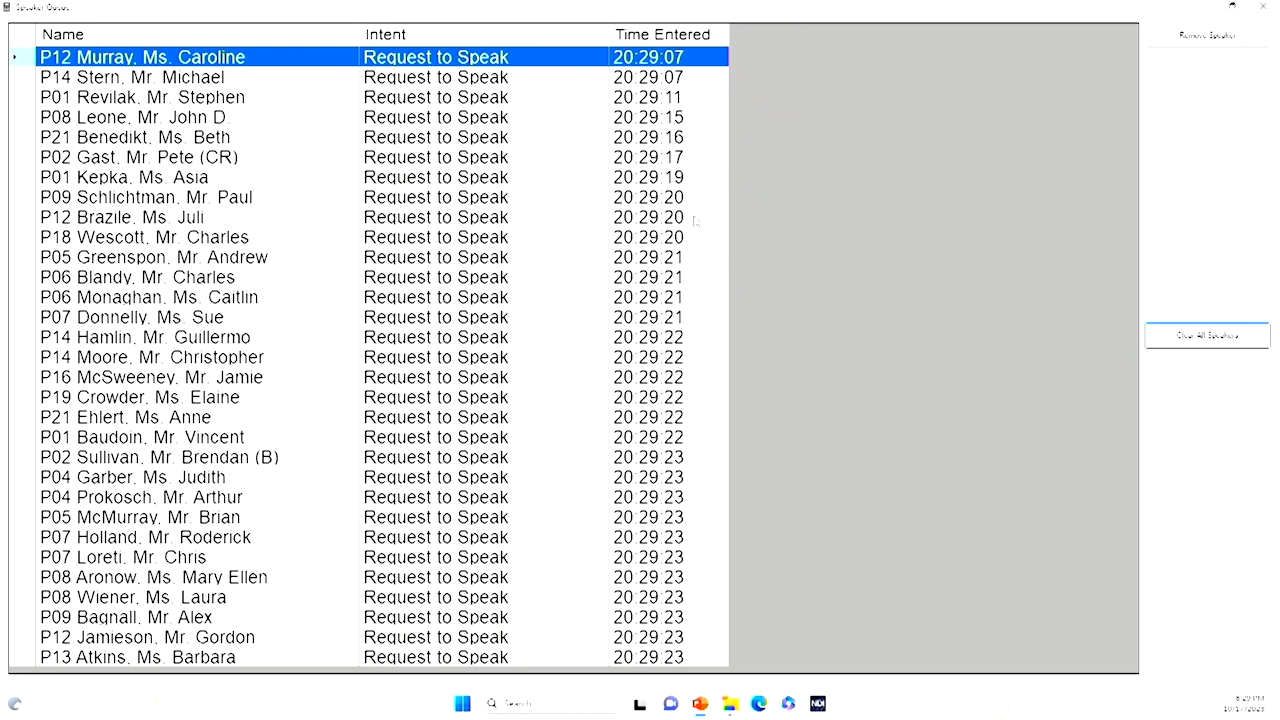 Speaker Queue
Name Intent Time Entered
P12 Murray, Ms. Caroline Request to Speak 20:29:07
P14 Stern, Mr. Michael Request to Speak 20:29:07
P01 Revilak, Mr. Stephen Request to Speak 20:29:11
P08 Leone, Mr. John D. Request to Speak 20:29:15
P21 Benedikt, Ms. Beth Request to Speak 20:29:16
P02 Gast, Mr. Pete (CR) Request to Speak 20:29:17
P01 Kepka, Ms. Asia Request to Speak 20:29:19
P09 Schlichtman, Mr. Paul Request to Speak 20:29:20
P12 Brazile, Ms. Juli Request to Speak 20:29:20
P18 Wescott, Mr. Charles Request to Speak 20:29:20
P05 Greenspon, Mr. Andrew Request to Speak 20:29:21
P06 Blandy, Mr. Charles Request to Speak 20:29:21
P06 Monaghan, Ms. Caitlin Request to Speak 20:29:21
P07 Donnelly, Ms. Sue Request to Speak 20:29:21
P14 Hamlin, Mr. Guillermo Request to Speak 20:29:22
P14 Moore, Mr. Christopher Request to Speak 20:29:22
P16 McSweeney, Mr. Jamie Request to Speak 20:29:22
P19 Crowder, Ms. Elaine Request to Speak 20:29:22
P21 Ehlert, Ms. Anne Request to Speak 20:29:22
P01 Baudoin, Mr. Vincent Request to Speak 20:29:22
P02 Sullivan, Mr. Brendan (B) Request to Speak 20:29:23
P04 Garber, Ms. Judith Request to Speak 20:29:23
P04 Prokosch, Mr. Arthur Request to Speak 20:29:23
P05 McMurray, Mr. Brian Request to Speak 20:29:23
P07 Holland, Mr. Roderick Request to Speak 20:29:23
P07 Loreti, Mr. Chris Request to Speak 20:29:23
P08 Aronow, Ms. Mary Ellen Request to Speak 20:29:23
P08 Wiener, Ms. Laura Request to Speak 20:29:23
P09 Bagnall, Mr. Alex Request to Speak 20:29:23
P12 Jamieson, Mr. Gordon Request to Speak 20:29:23
P13 Atkins, Ms. Barbara Request to Speak 20:29:23
Remove Speaker
Clear All Speakers
Search
NDI
8:29 PM
10/17/2023